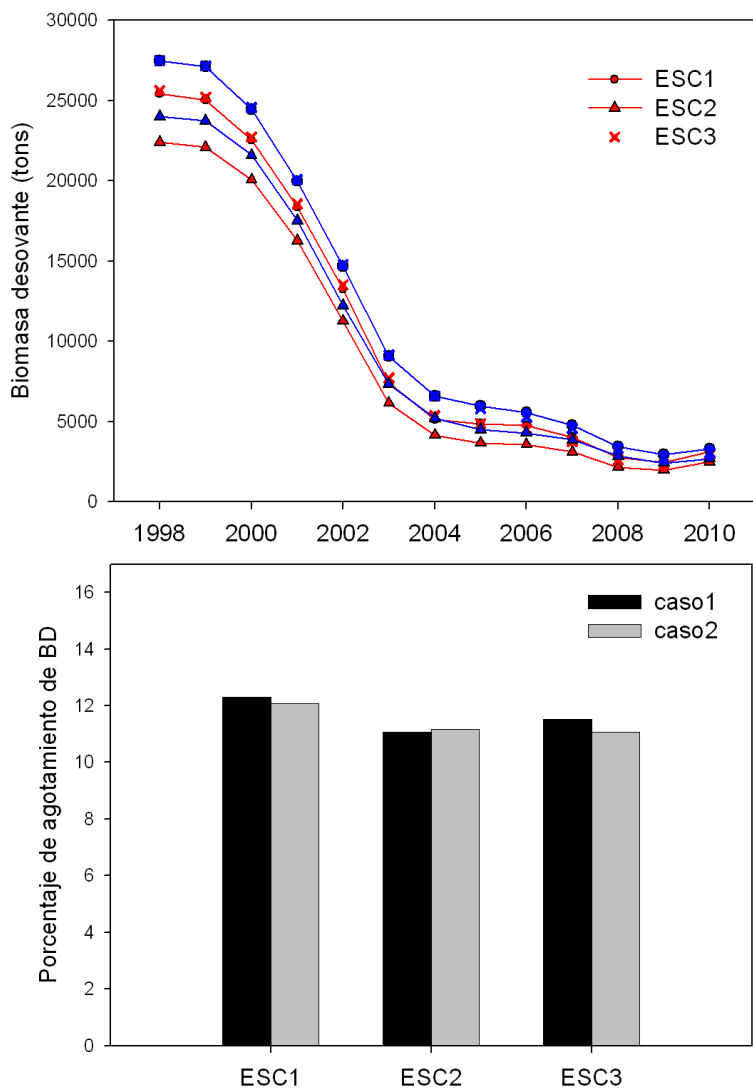 30000
25000
20000
15000
10000
5000
0
Biomasa desovante (tons)
ESC1
ESC2
ESC3
1998 2000 2002 2004 2006 2008 2010
16
14
12
10
8
6
4
2
0
Porcentaje de agotamiento de BD
caso1
caso2
ESC1 ESC2 ESC3